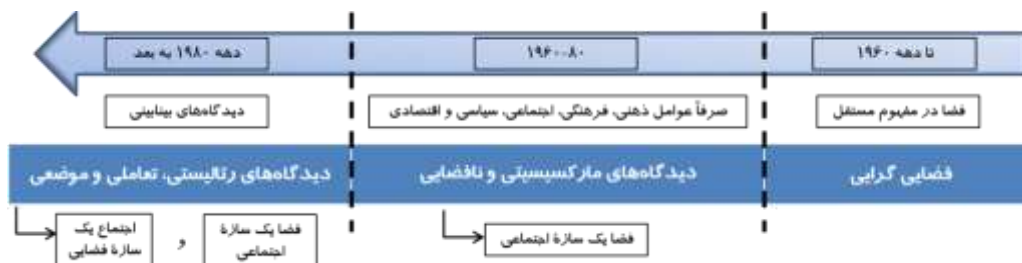 تا دهه ۱۹۶۰
۱۹۶۰-۸۰
دهه ۱۹۸۰ به بعد
فضا در مفهوم مستقل
صرفاً عوامل ذهنی، فرهنگی، اجتماعی، سیاسی و اقتصادی
دیدگاه‌های بینابینی
فضایی گرایی
دیدگاه‌های مارکسیسیتی و نافضایی
دیدگاه‌های رئالیستی، تعاملی و موضعی
فضا یک سازهٔ اجتماعی
فضا یک سازهٔ
اجتماعی
و
اجتماع یک
سازهٔ فضایی